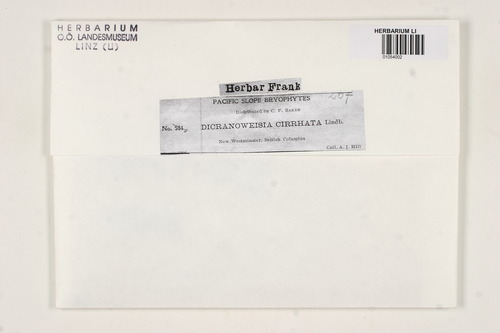 HERBARIUM
O.Ö. LANDESMUSEUM
LINZ (LI)
HERBARIUM LI
01054002
Herbar Frank
PACIFIC SLOPE BRYOPHYTES
Distributed by C. F. BAKER
No. 584
DICRANOWEISIA CIRRHATA Lindb.
New Westminster, British Columbia
Coll. A. J. Hill